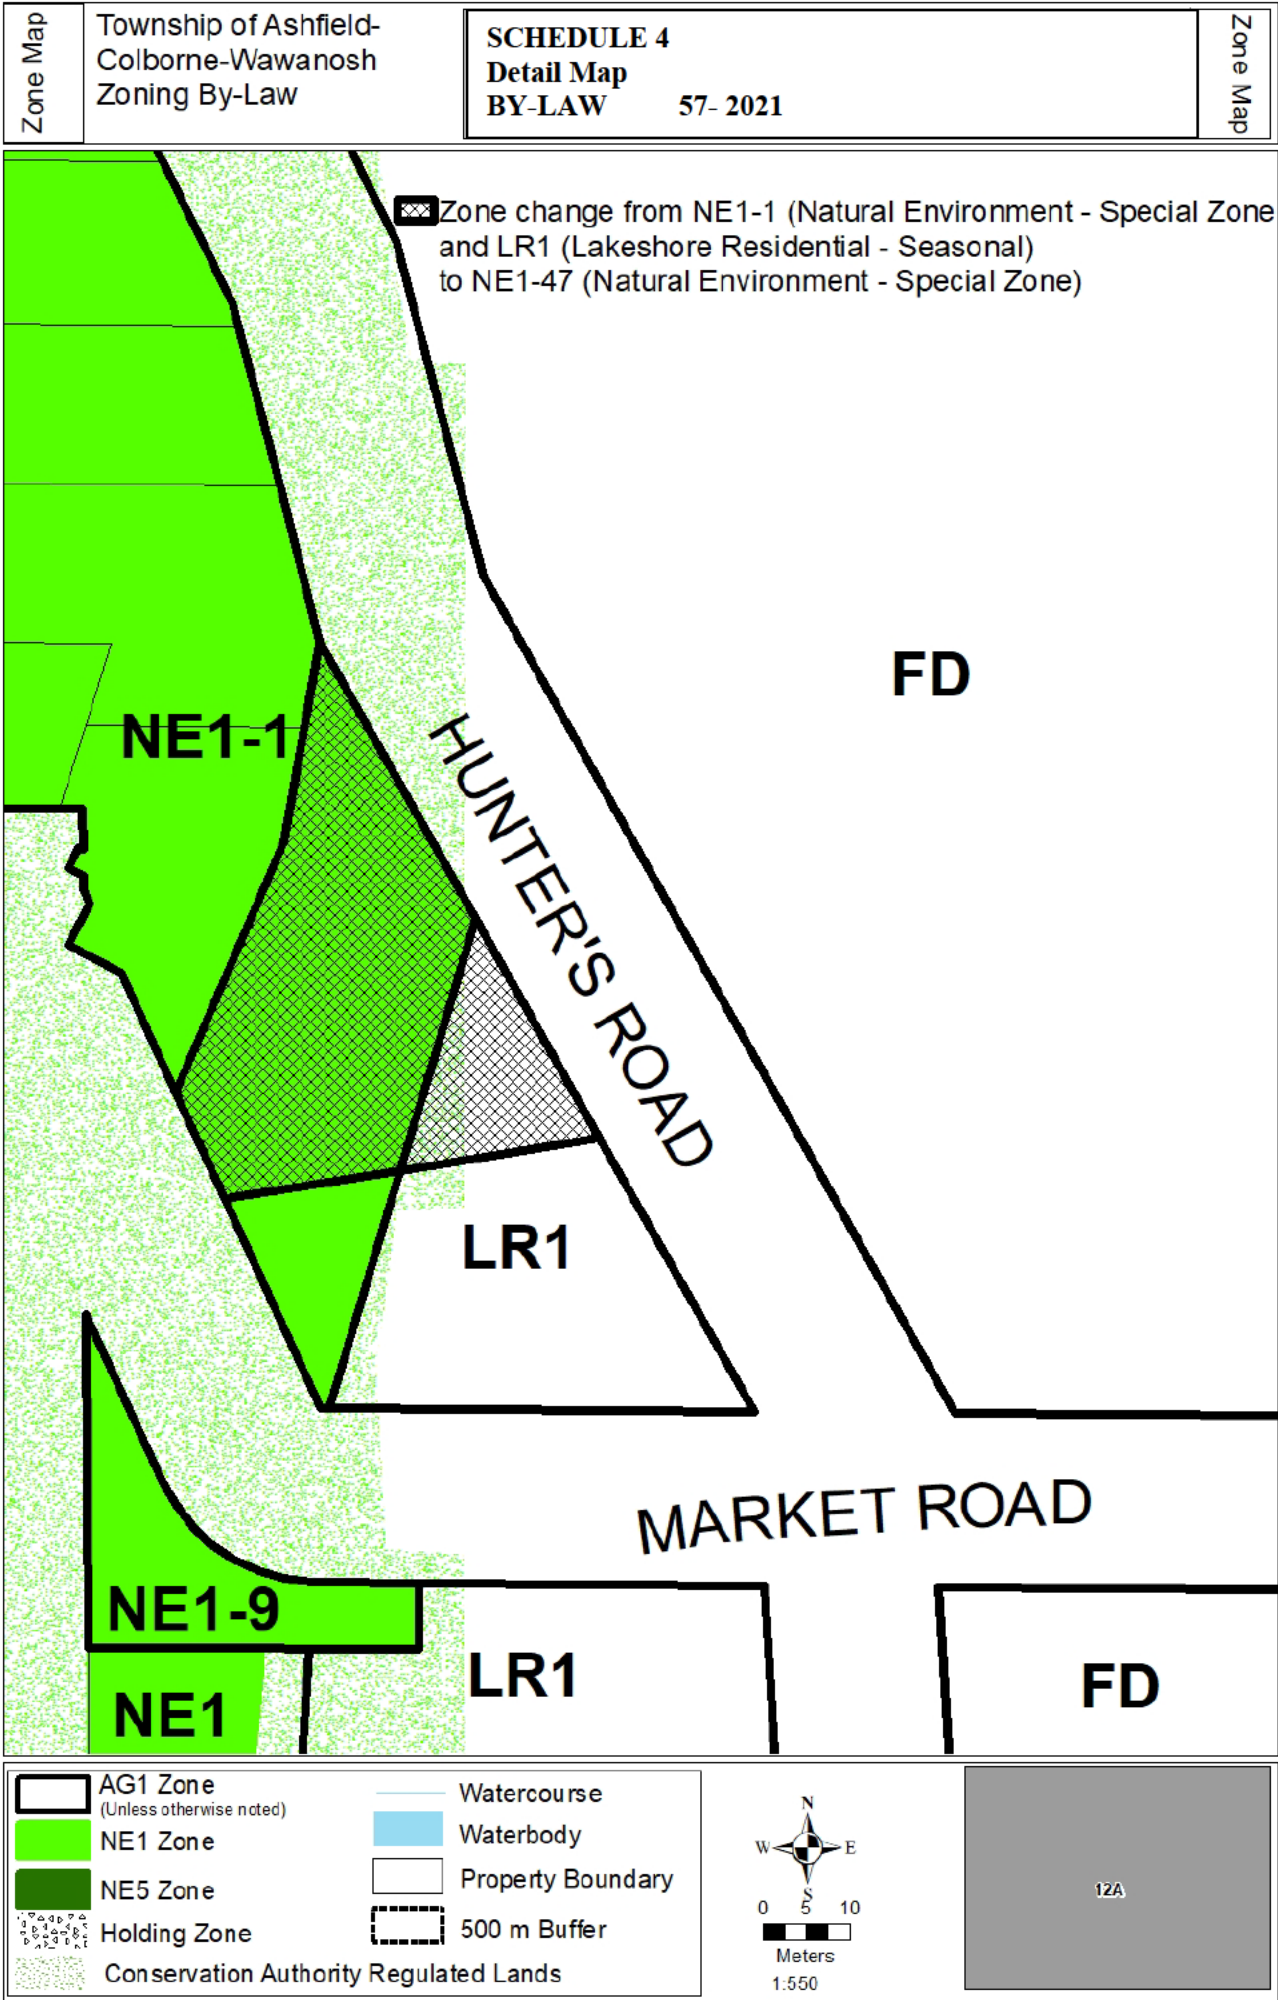 Zone Map
Township of Ashfield-
Colborne-Wawanosh
Zoning By-Law
SCHEDULE 4
Detail Map
BY-LAW 57- 2021
Zone Map
Zone change from NE1-1 (Natural Environment - Special Zone
and LR1 (Lakeshore Residential - Seasonal)
to NE1-47 (Natural Environment - Special Zone)
FD
NE1-1
HUNTER'S ROAD
LR1
MARKET ROAD
NE1-9
LR1
FD
NE1
AG1 Zone
(Unless otherwise noted)
NE1 Zone
NE5 Zone
Holding Zone
Conservation Authority Regulated Lands
Watercourse
Waterbody
Property Boundary
500 m Buffer
N
W E
S
0 5 10
Meters
1:550
12A